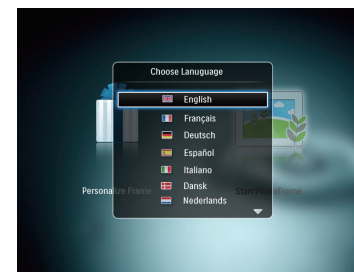 Choose Lanuguage
English
Français
Deutsch
Español
Italiano
Dansk
Nederlands
Personalize Frame
Start PhotoFrame